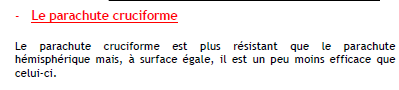 - Le parachute cruciforme
Le parachute cruciforme est plus résistant que le parachute
hémisphérique mais, à surface égale, il est un peu moins efficace que
celui-ci.